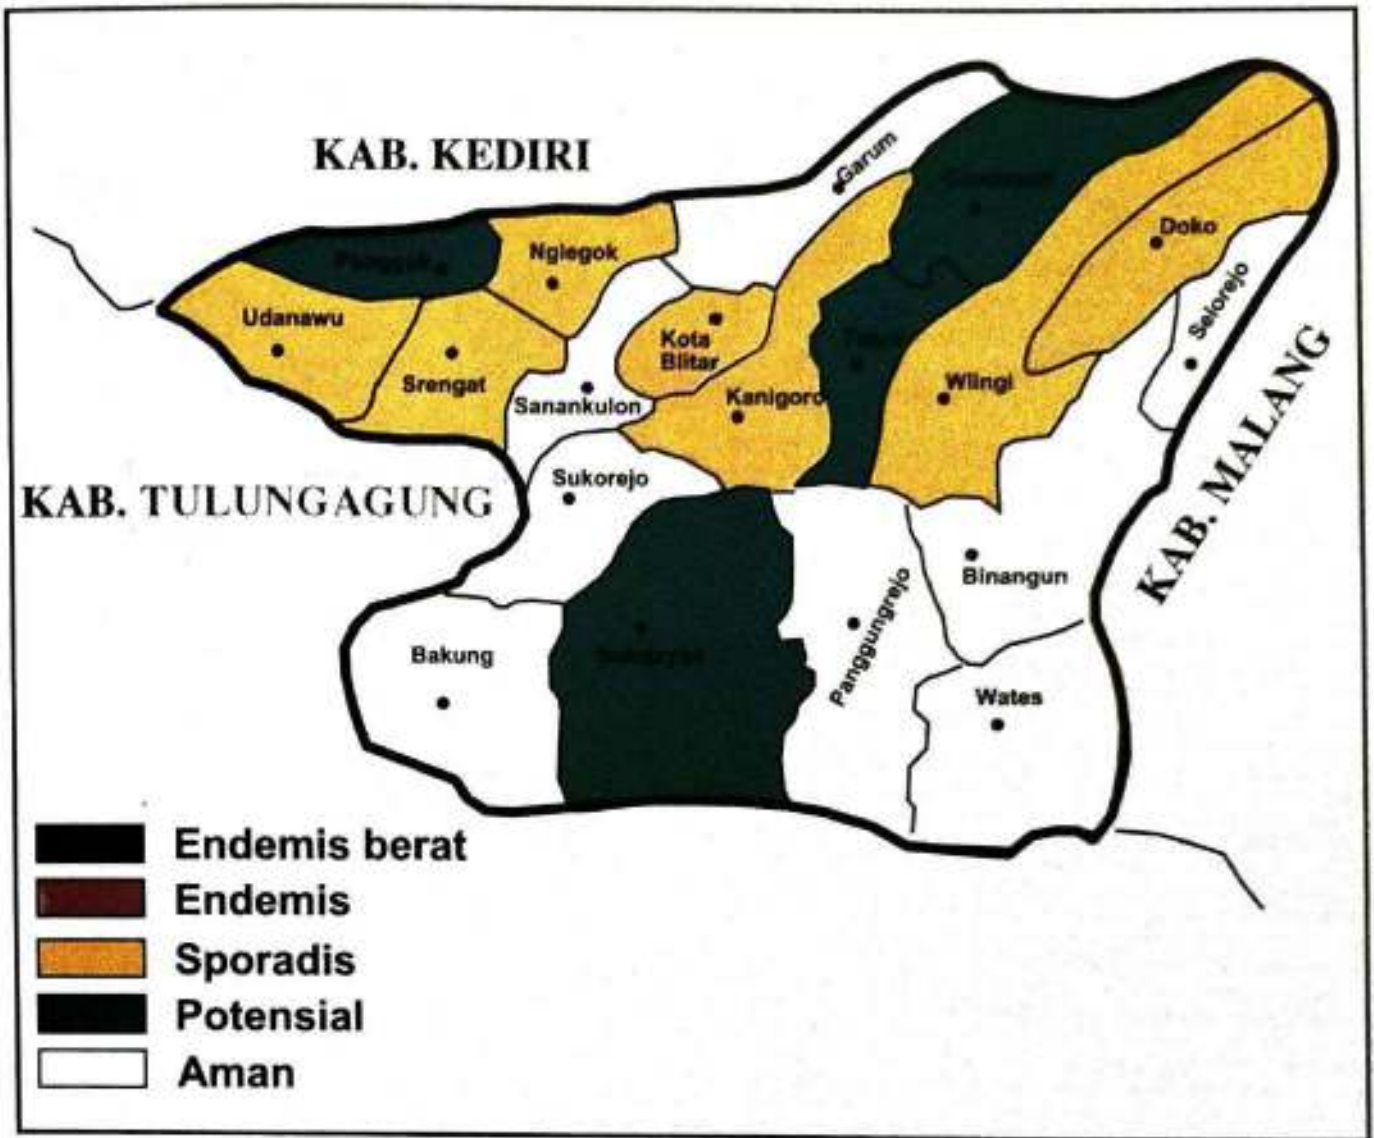 KAB. KEDIRI
Garum
Nglegok
Doko
Udanawu
Kota
Blitar
Selorejo
Srengat
Sanankulon
Kanigoro
Wlingi
KAB. MALANG
Sukorejo
KAB. TULUNGAGUNG
Binangun
Panggungrejo
Bakung
Wates
Endemis berat
Endemis
Sporadis
Potensial
Aman